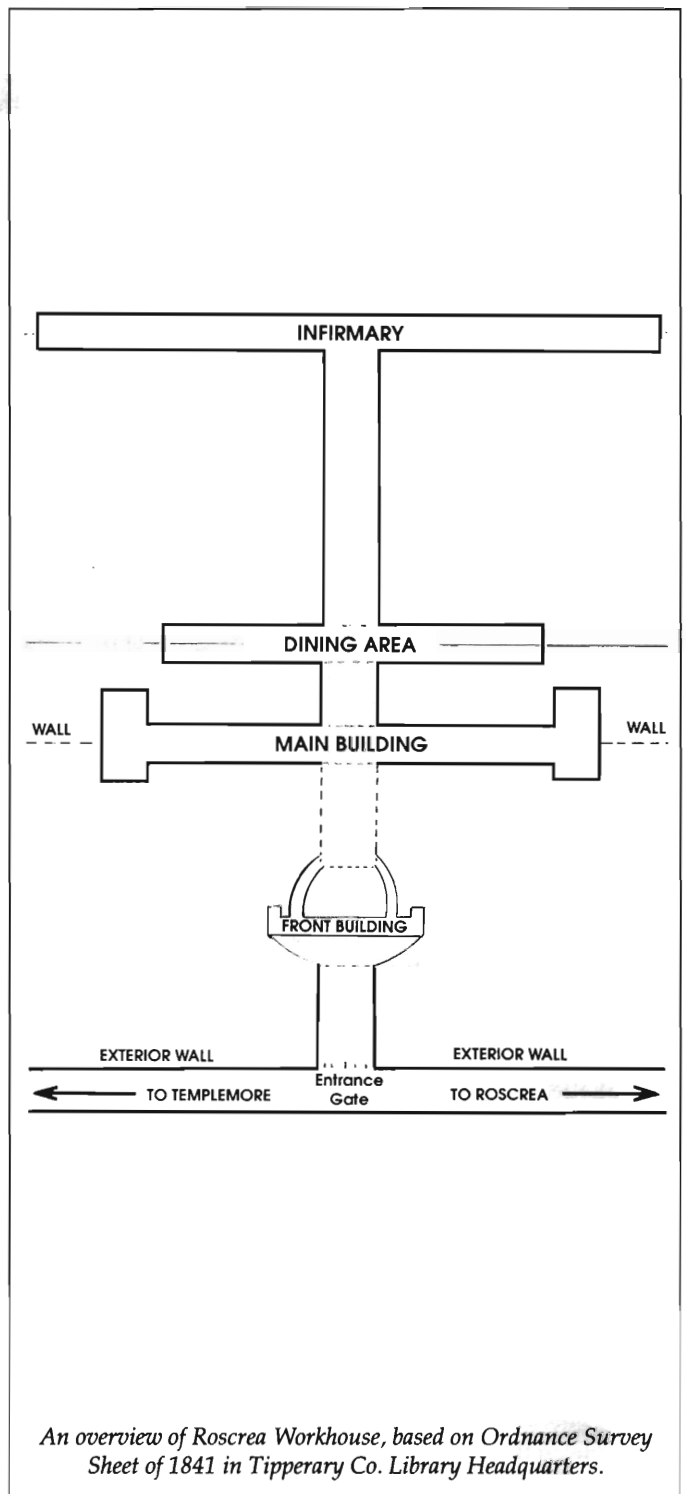 INFIRMARY
DINING AREA
WALL
WALL
MAIN BUILDING
FRONT BUILDING
EXTERIOR WALL
EXTERIOR WALL
Entrance
Gate
TO TEMPLEMORE
TO ROSCREA
An overview of Roscrea Workhouse, based on Ordnance Survey
Sheet of 1841 in Tipperary Co. Library Headquarters.